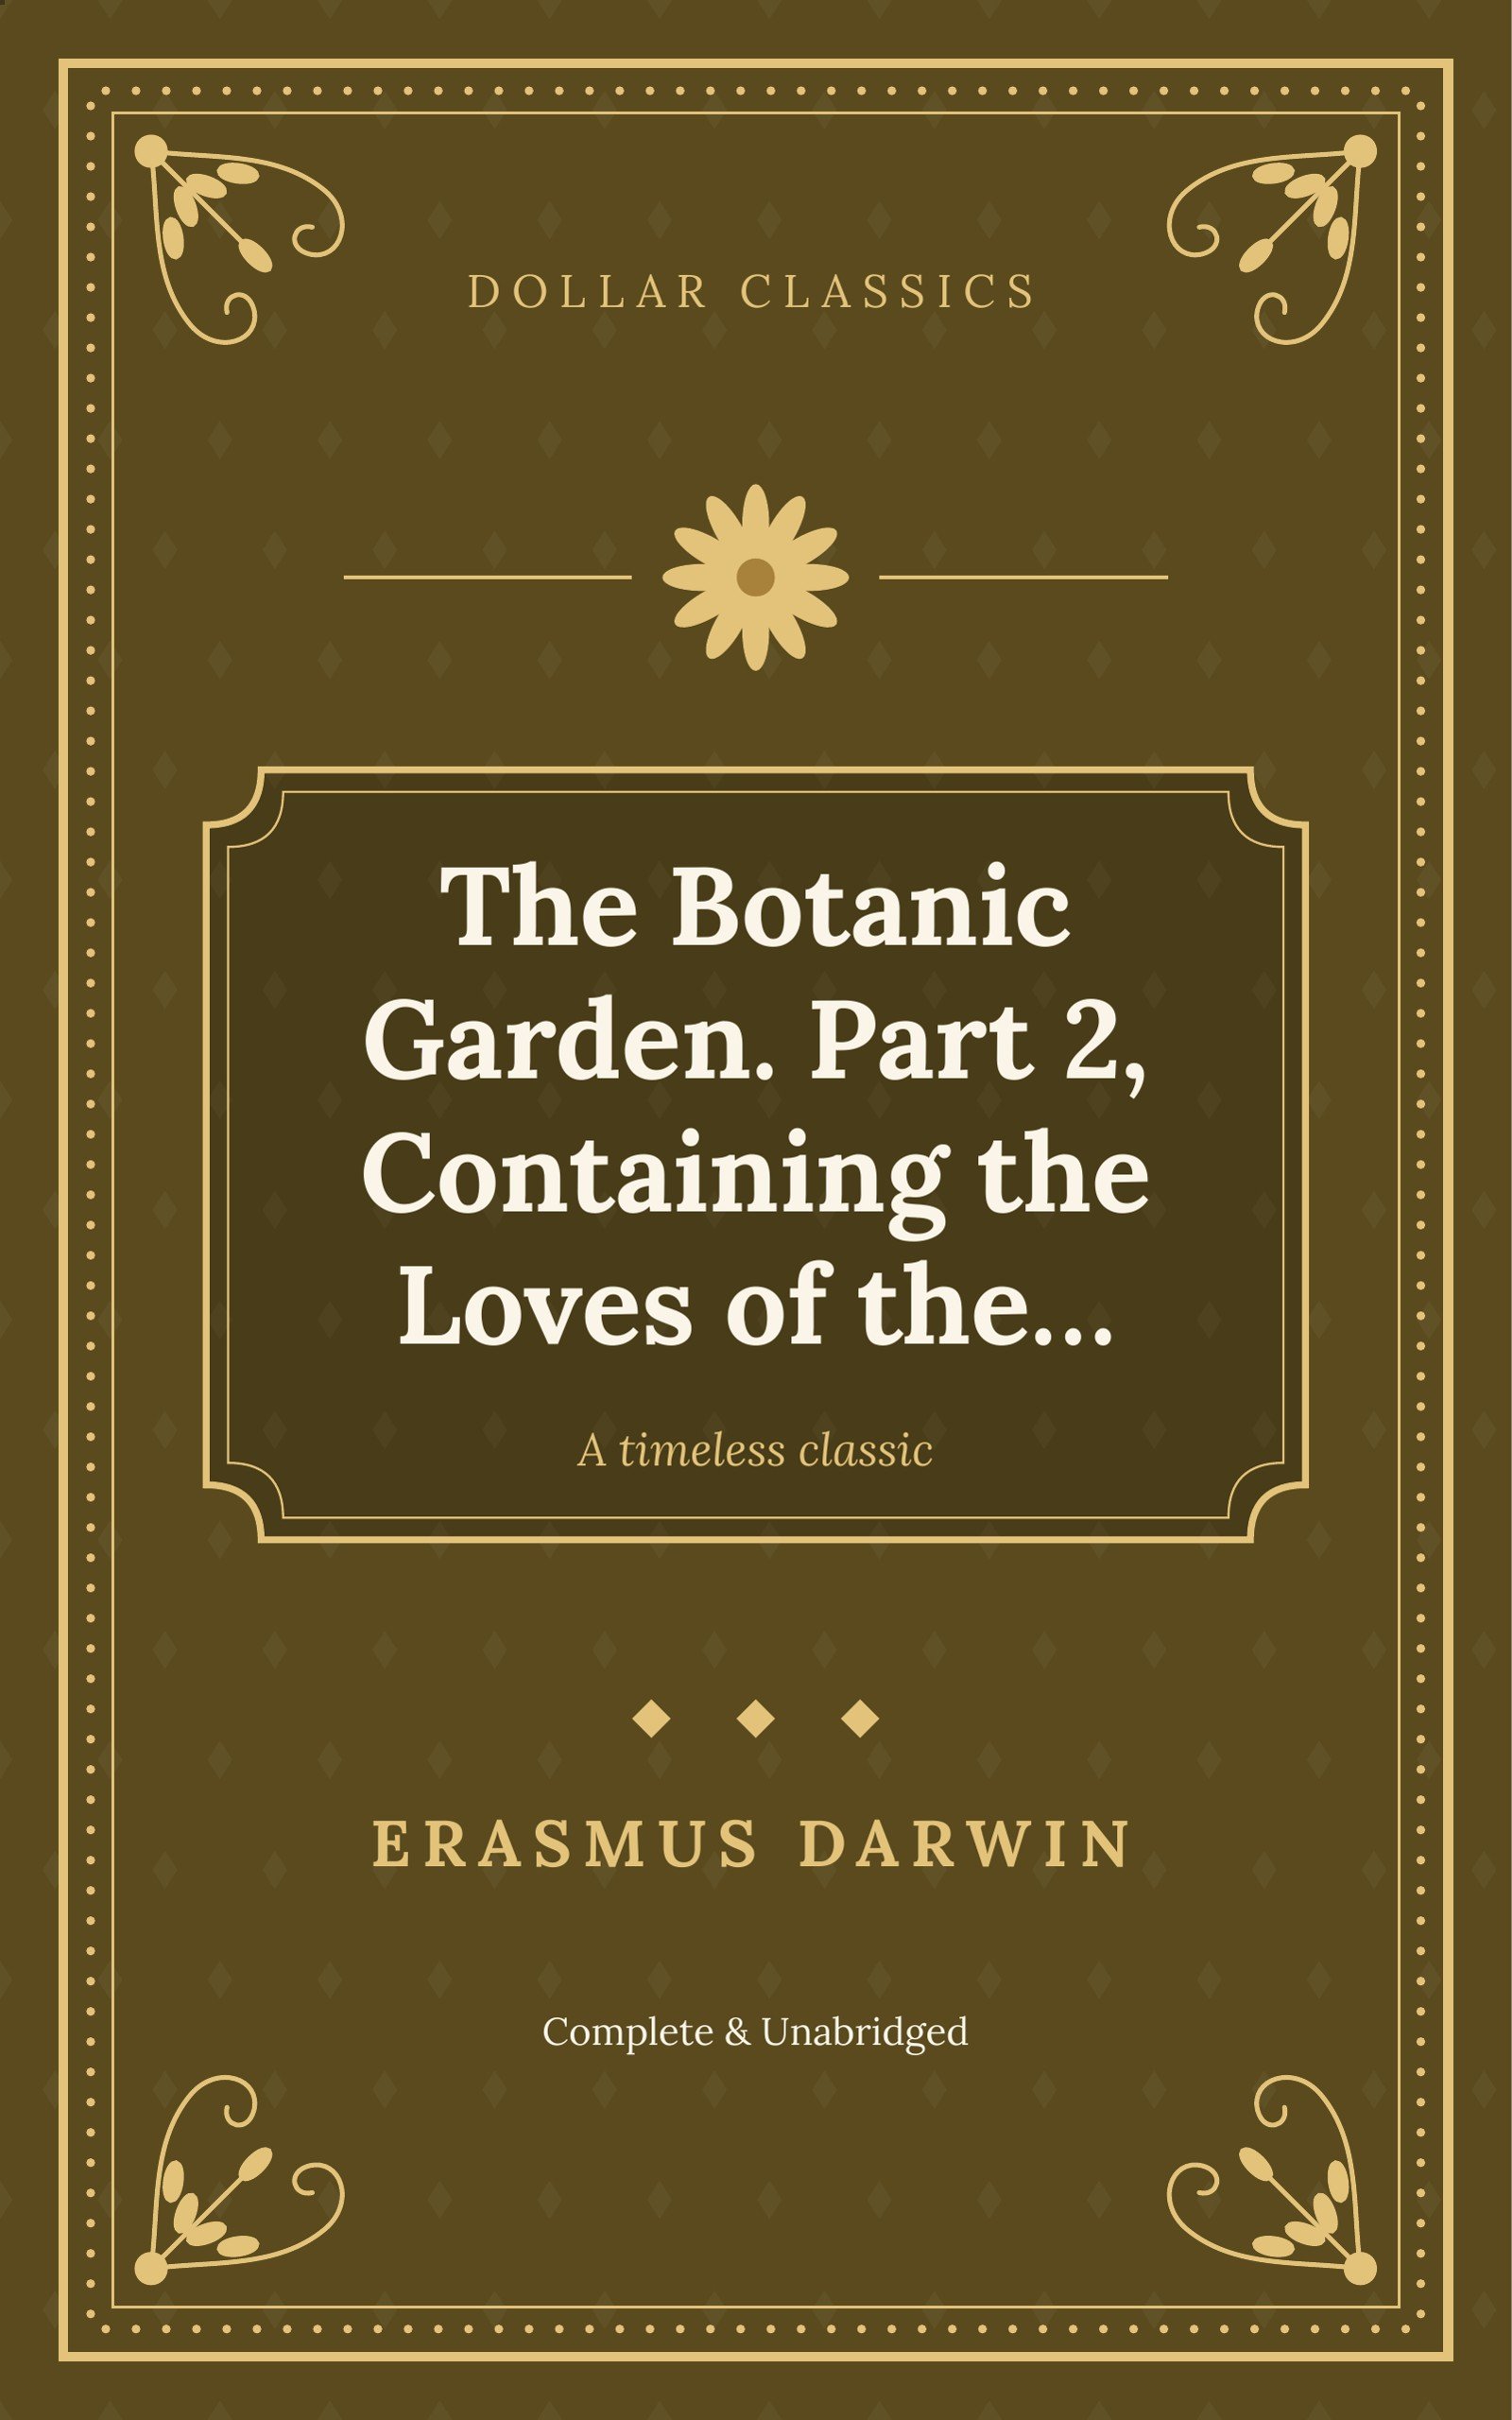 DOLLAR CLASSICS
The Botanic
Garden. Part 2,
Containing the
Loves of the...
A timeless classic
ERASMUS DARWIN
Complete & Unabridged